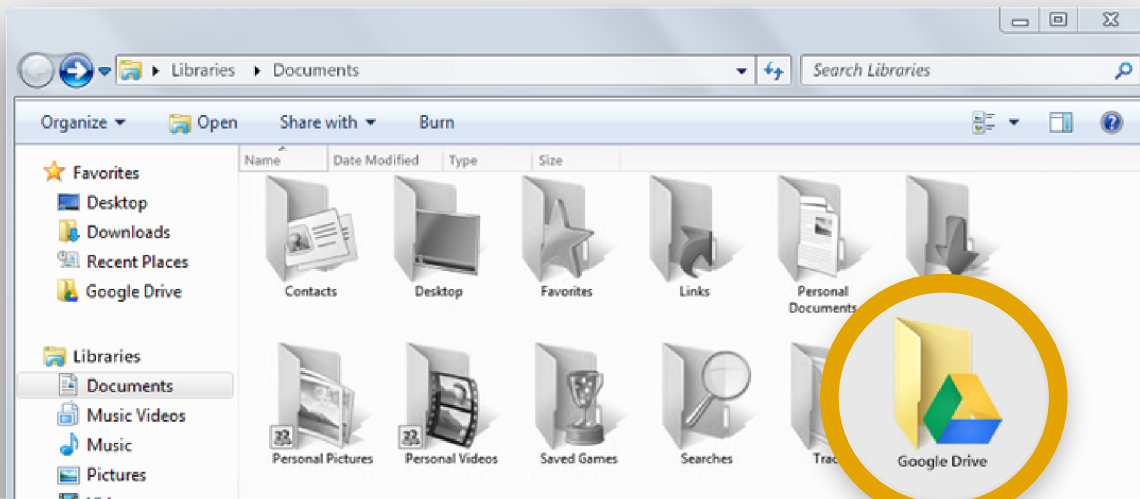 Libraries
Documents
Search Libraries
Organize
Open
Share with
Burn
Name
Date Modified
Type
Size
Favorites
Desktop
Downloads
Recent Places
Google Drive
Libraries
Documents
Music Videos
Music
Pictures
Contacts
Desktop
Favorites
Links
Personal
Documents
Personal Pictures
Personal Videos
Saved Games
Searches
Google Drive